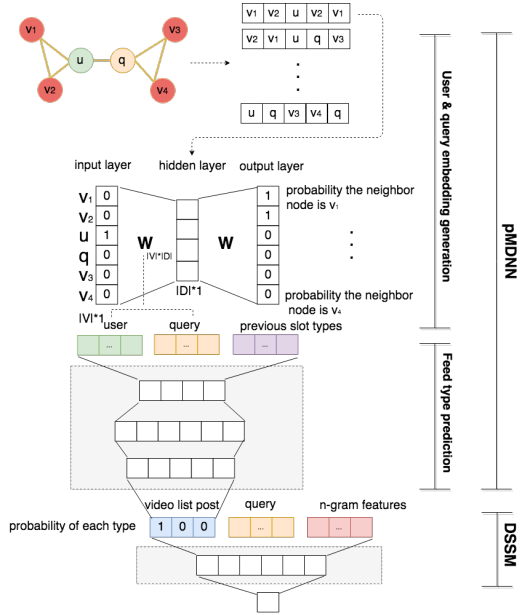 v1 v2 u v2 v1
v1 v3
v2 v1 u q v3
u q
v2 v4
u q v3 v4 q
input layer hidden layer output layer
v1 0 1 probability the neighbor
node is v1
v2 0 1
u 1 0
W W
q 0 0
|V|*|D|
v3 0 0
v4 0 0 probability the neighbor
node is v4
|D|*1
|V|*1
user query previous slot types
... ... ...
video list post query n-gram features
probability of each type 1 0 0 ... ...
User & query embedding generation
Feed type prediction
pMDNN
DSSM